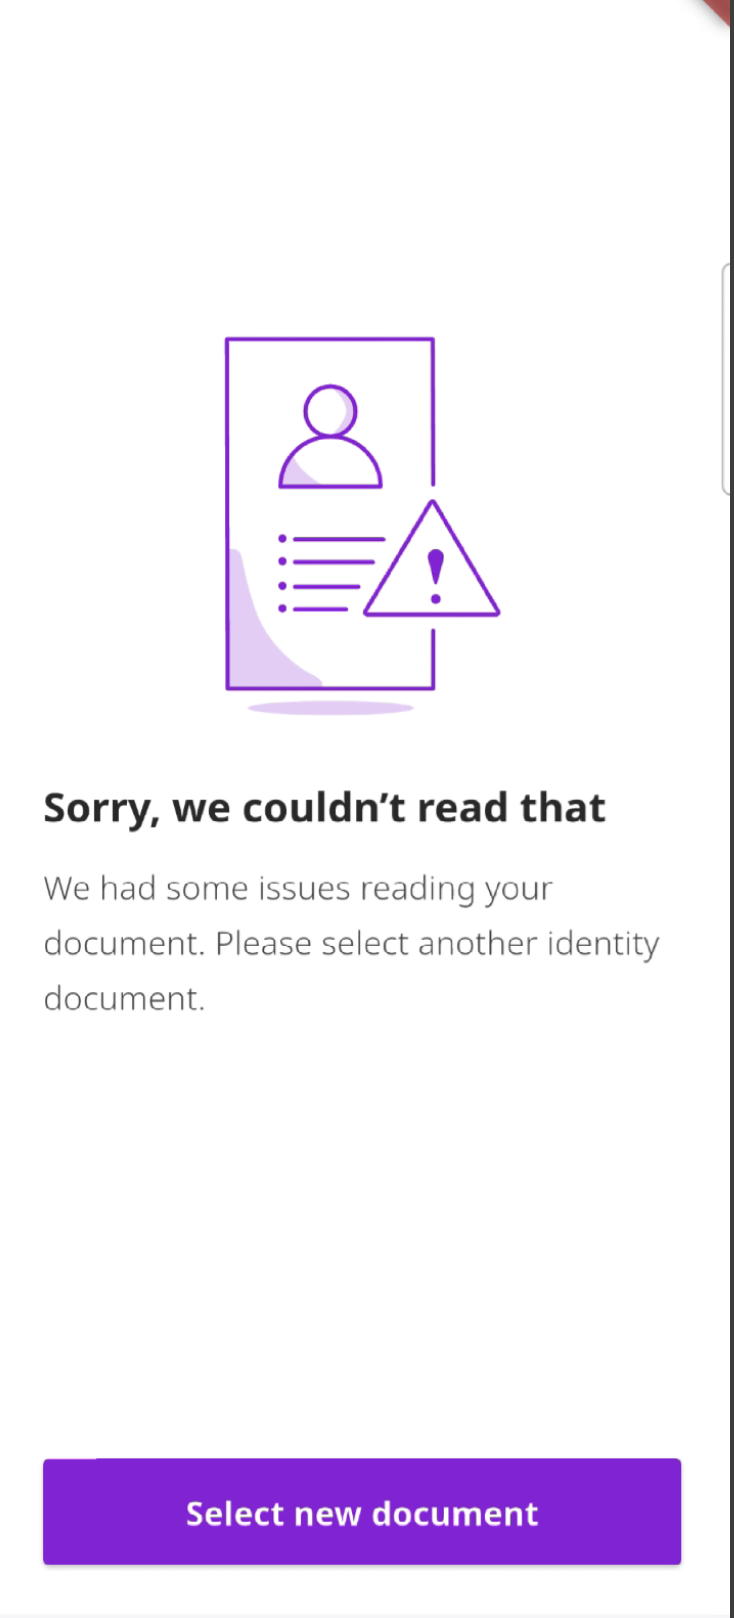 Sorry, we couldn’t read that
We had some issues reading your
document. Please select another identity
document.
Select new document